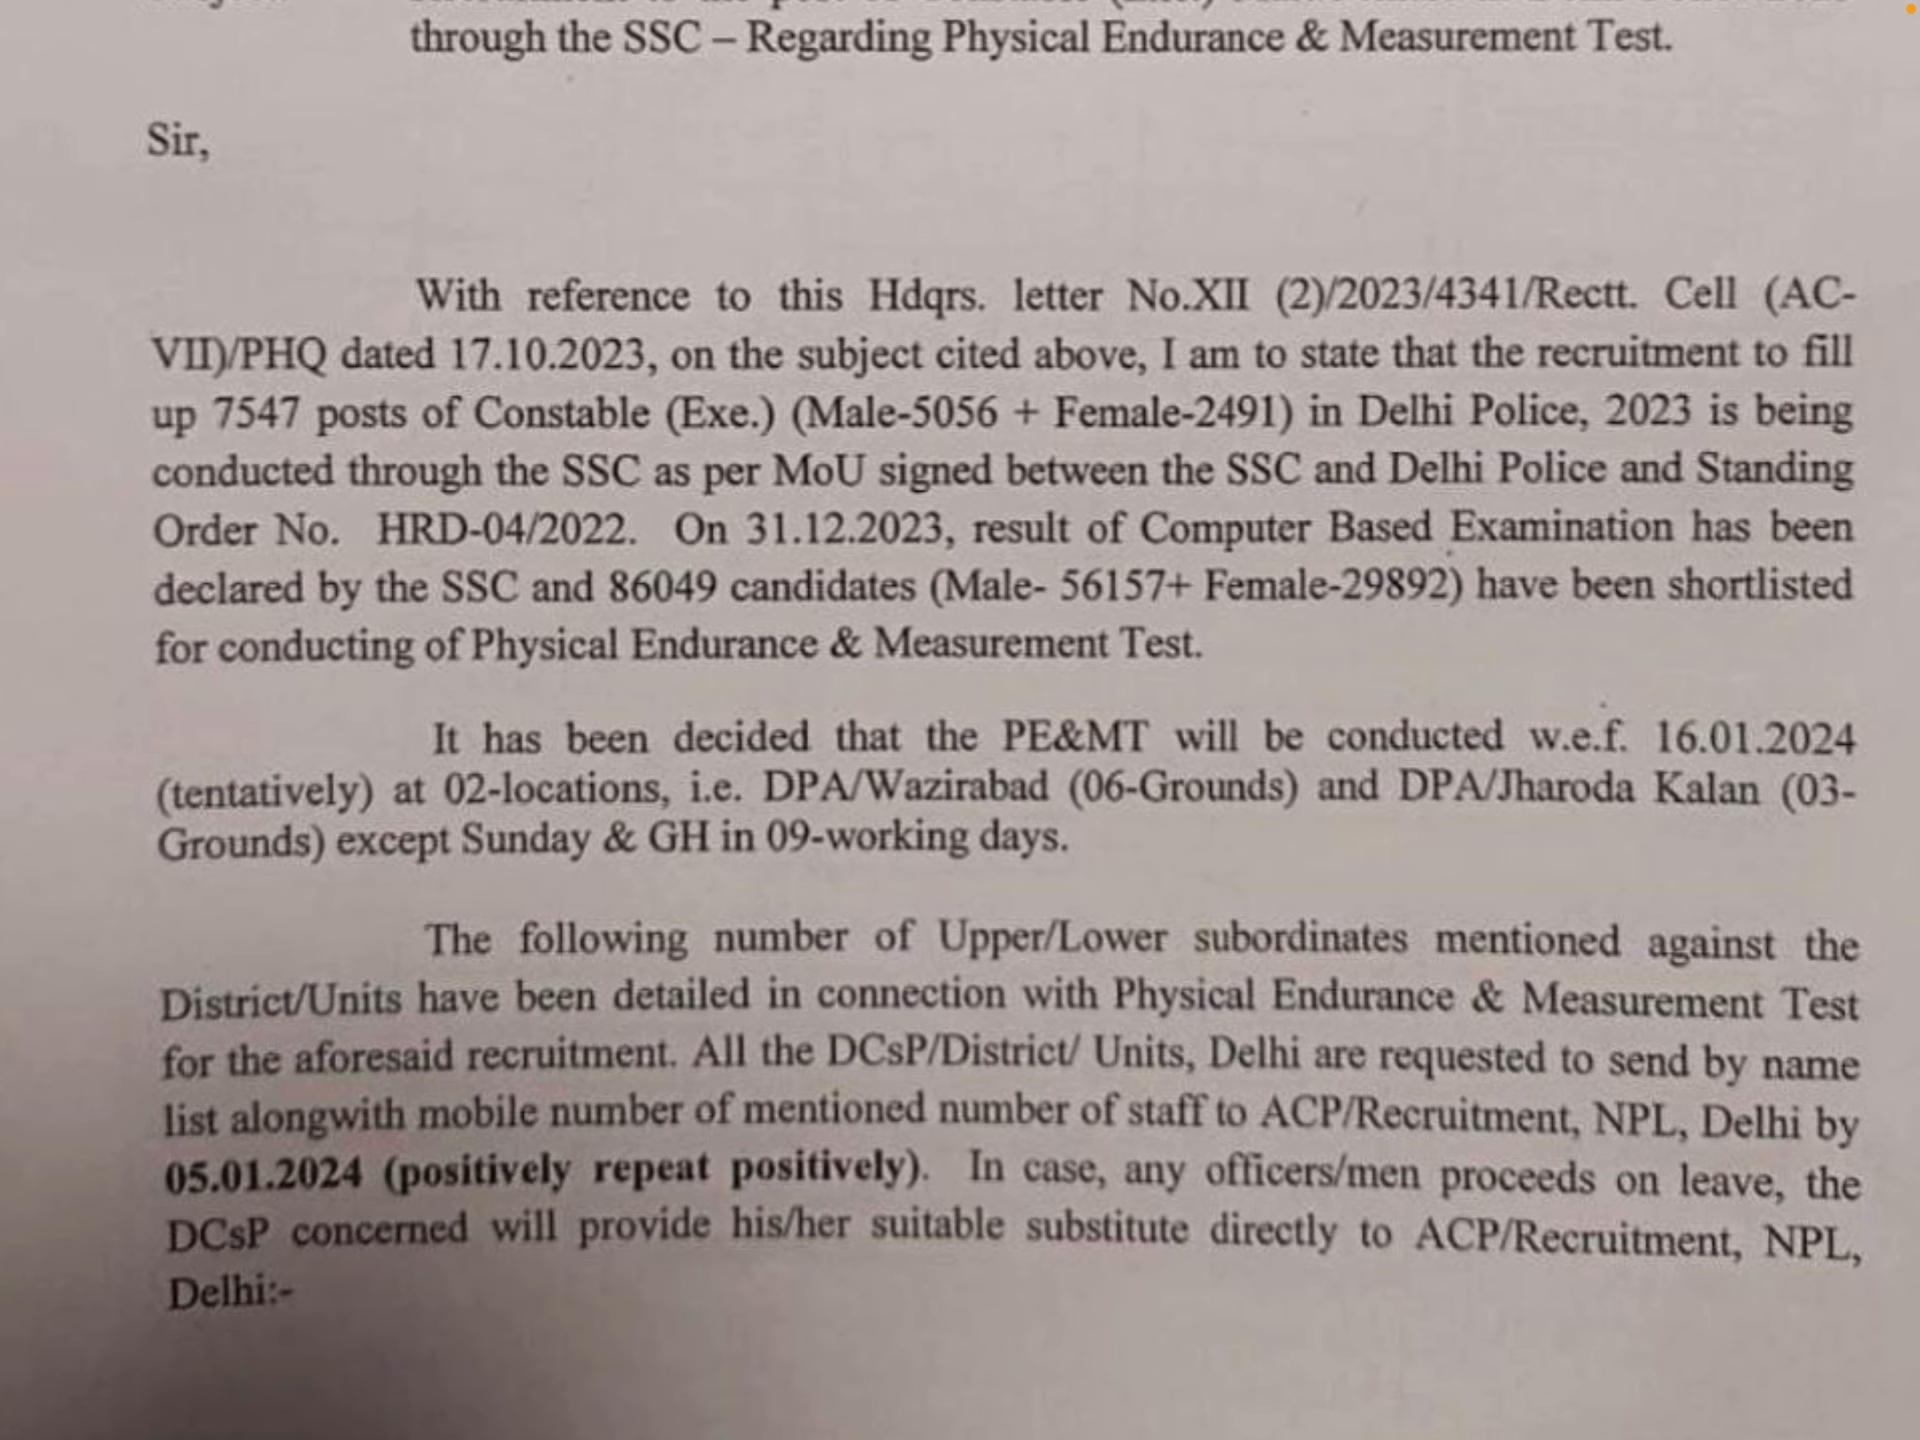 through the SSC – Regarding Physical Endurance & Measurement Test.
Sir,
With reference to this Hdqrs. letter No.XII (2)/2023/4341/Rectt. Cell (AC-
VII)/PHQ dated 17.10.2023, on the subject cited above, I am to state that the recruitment to fill
up 7547 posts of Constable (Exe.) (Male-5056 + Female-2491) in Delhi Police, 2023 is being
conducted through the SSC as per MoU signed between the SSC and Delhi Police and Standing
Order No. HRD-04/2022. On 31.12.2023, result of Computer Based Examination has been
declared by the SSC and 86049 candidates (Male- 56157+ Female-29892) have been shortlisted
for conducting of Physical Endurance & Measurement Test.
It has been decided that the PE&MT will be conducted w.e.f. 16.01.2024
(tentatively) at 02-locations, i.e. DPA/Wazirabad (06-Grounds) and DPA/Jharoda Kalan (03-
Grounds) except Sunday & GH in 09-working days.
The following number of Upper/Lower subordinates mentioned against the
District/Units have been detailed in connection with Physical Endurance & Measurement Test
for the aforesaid recruitment. All the DCsP/District/ Units, Delhi are requested to send by name
list alongwith mobile number of mentioned number of staff to ACP/Recruitment, NPL, Delhi by
05.01.2024 (positively repeat positively). In case, any officers/men proceeds on leave, the
DCsP concerned will provide his/her suitable substitute directly to ACP/Recruitment, NPL,
Delhi:-